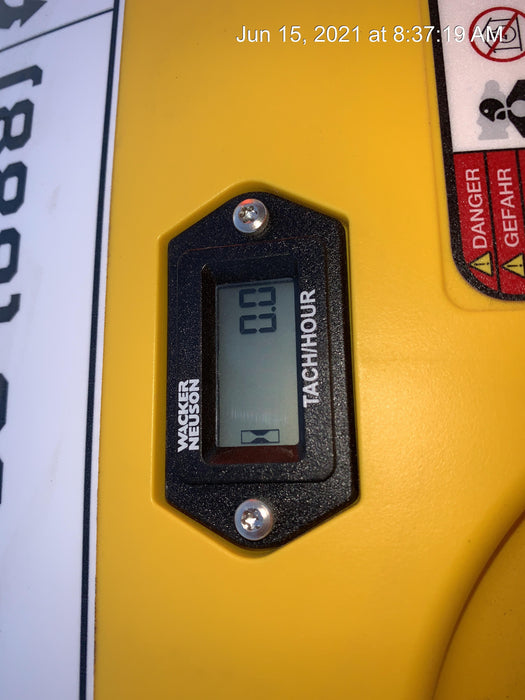 Jun 15, 2021 at 8:37:19 AM
DANGER
GEFAHR
0.0
TACH/HOUR
WACKER
NEUSON